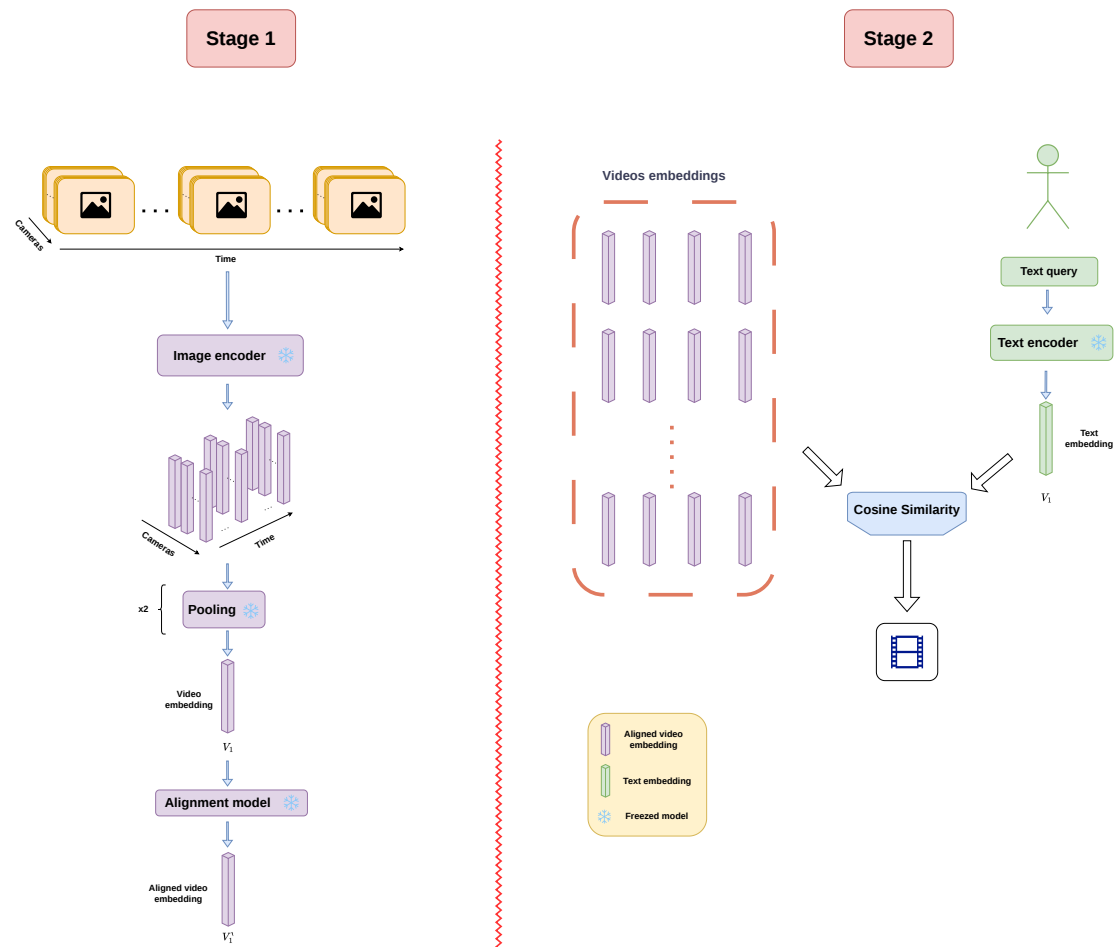 Stage 1
Cameras
Time
Image encoder
Cameras
Time
x2
Pooling
Video
embedding
V₁
Alignment model
Aligned video
embedding
V₁'
Stage 2
Videos embeddings
Text query
Text encoder
Text
embedding
V₁
Cosine Similarity
Aligned video
embedding
Text embedding
Freezed model